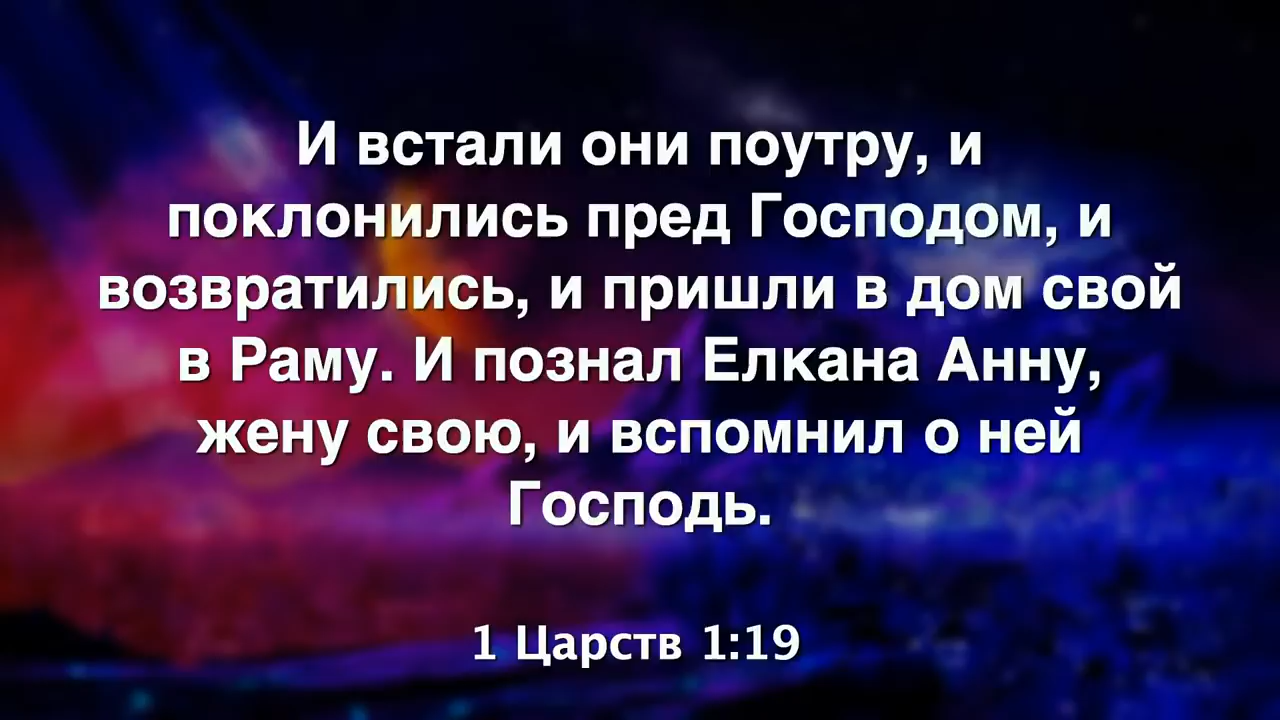 И встали они поутру, и
поклонились пред Господом, и
возвратились, и пришли в дом свой
в Раму. И познал Елкана Анну,
жену свою, и вспомнил о ней
Господь.
1 Царств 1:19